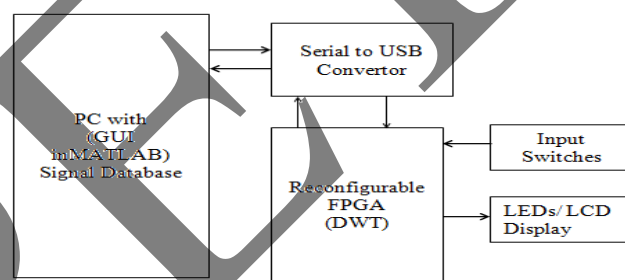 Serial to USB
Convertor
PC with
(GUI
inMATLAB)
Signal Database
Input
Switches
Reconfigurable
FPGA
(DWT)
LEDs/LCD
Display